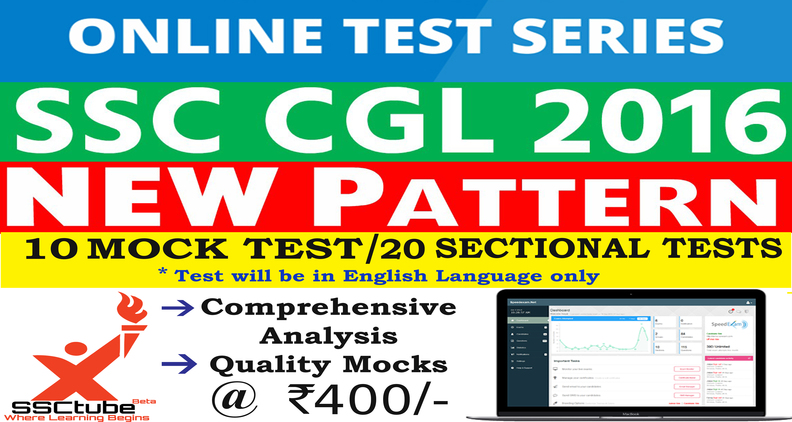 ONLINE TEST SERIES
SSC CGL 2016
NEW PATTERN
10 MOCK TEST/20 SECTIONAL TESTS
* Test will be in English Language only
→ Comprehensive
Analysis
→ Quality Mocks
@ ₹400/-
SSCtube Beta
Where Learning Begins
Dashboard
SpeedExam
Important Tasks